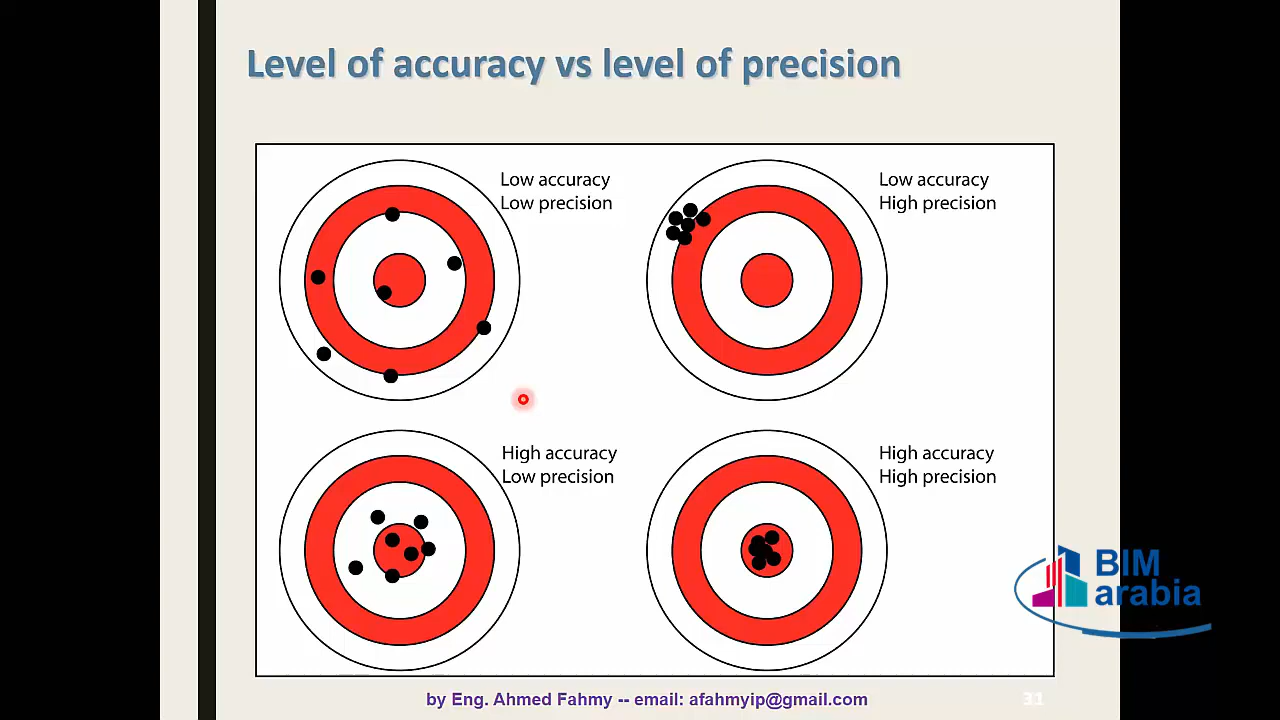 Level of accuracy vs level of precision
Low accuracy
Low precision
Low accuracy
High precision
High accuracy
Low precision
High accuracy
High precision
BIM
arabia
by Eng. Ahmed Fahmy -- email: afahmyip@gmail.com
31